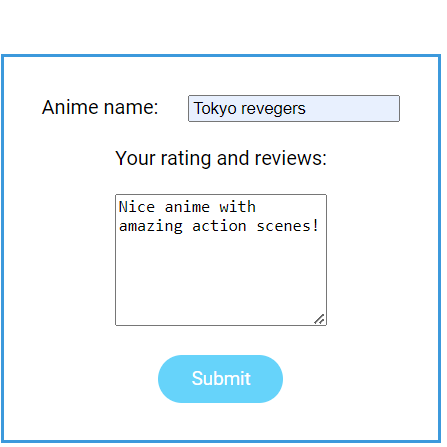 Anime name: Tokyo revegers
Your rating and reviews:
Nice anime with
amazing action scenes!
Submit